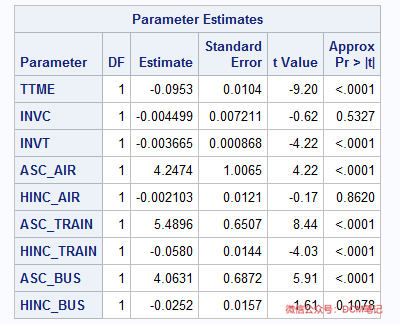 Parameter Estimates
Parameter DF Estimate Standard Error t Value Approx Pr > |t|
TTME 1 -0.0953 0.0104 -9.20 <.0001
INVC 1 -0.004499 0.007211 -0.62 0.5327
INVT 1 -0.003665 0.000868 -4.22 <.0001
ASC_AIR 1 4.2474 1.0065 4.22 <.0001
HINC_AIR 1 -0.002103 0.0121 -0.17 0.8620
ASC_TRAIN 1 5.4896 0.6507 8.44 <.0001
HINC_TRAIN 1 -0.0580 0.0144 -4.03 <.0001
ASC_BUS 1 4.0631 0.6872 5.91 <.0001
HINC_BUS 1 -0.0252 0.0157 -1.61 0.1078
微信公众号：DCM笔记